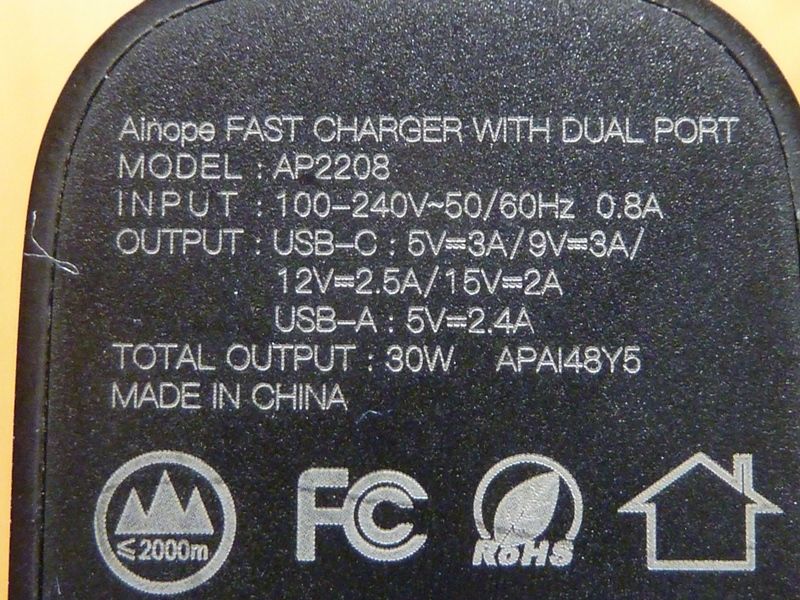 Ainope FAST CHARGER WITH DUAL PORT
MODEL : AP2208
INPUT : 100-240V~50/60Hz 0.8A
OUTPUT : USB-C : 5V⎓3A/9V⎓3A/
12V⎓2.5A/15V⎓2A
USB-A : 5V⎓2.4A
TOTAL OUTPUT : 30W APAI48Y5
MADE IN CHINA
≤2000m
FC
RoHS